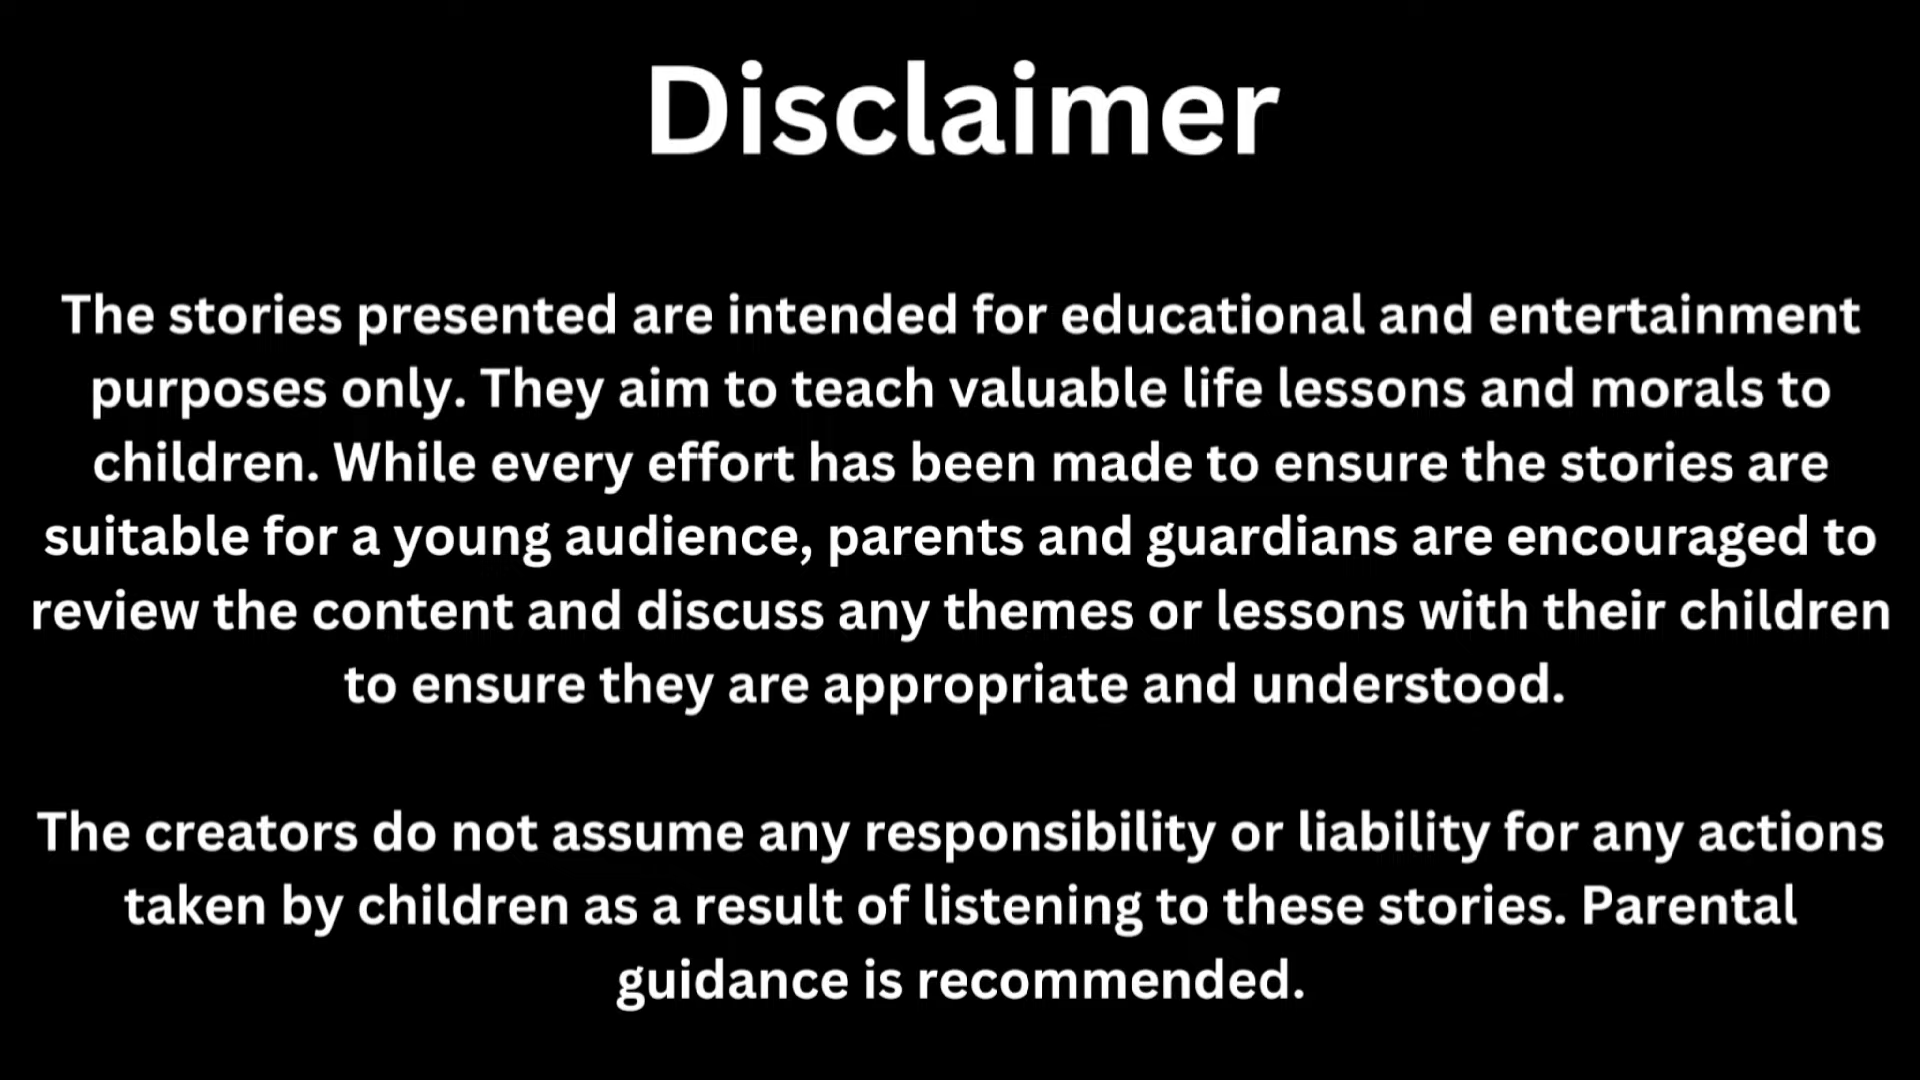 Disclaimer
The stories presented are intended for educational and entertainment
purposes only. They aim to teach valuable life lessons and morals to
children. While every effort has been made to ensure the stories are
suitable for a young audience, parents and guardians are encouraged to
review the content and discuss any themes or lessons with their children
to ensure they are appropriate and understood.
The creators do not assume any responsibility or liability for any actions
taken by children as a result of listening to these stories. Parental
guidance is recommended.